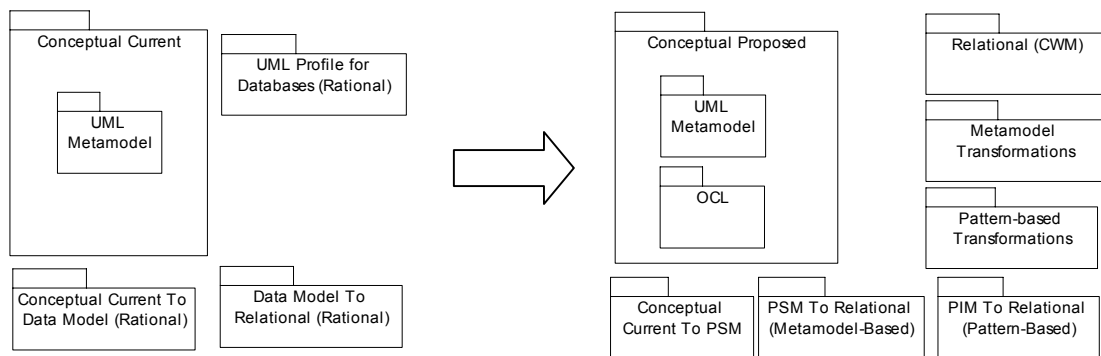 Conceptual Current
UML Profile for
Databases (Rational)
UML
Metamodel
Conceptual Current To
Data Model (Rational)
Data Model To
Relational (Rational)
Conceptual Proposed
UML
Metamodel
OCL
Relational (CWM)
Metamodel
Transformations
Pattern-based
Transformations
Conceptual
Current To PSM
PSM To Relational
(Metamodel-Based)
PIM To Relational
(Pattern-Based)